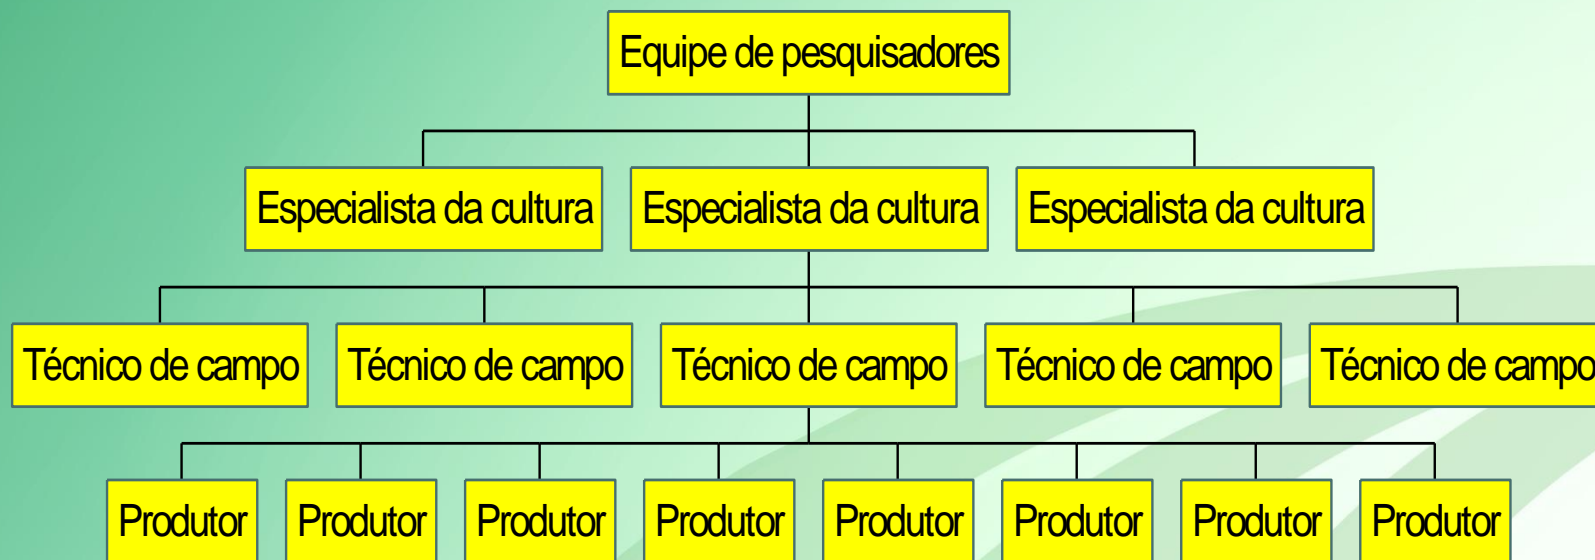 Equipe de pesquisadores
Especialista da cultura
Especialista da cultura
Especialista da cultura
Técnico de campo
Técnico de campo
Técnico de campo
Técnico de campo
Técnico de campo
Produtor
Produtor
Produtor
Produtor
Produtor
Produtor
Produtor
Produtor